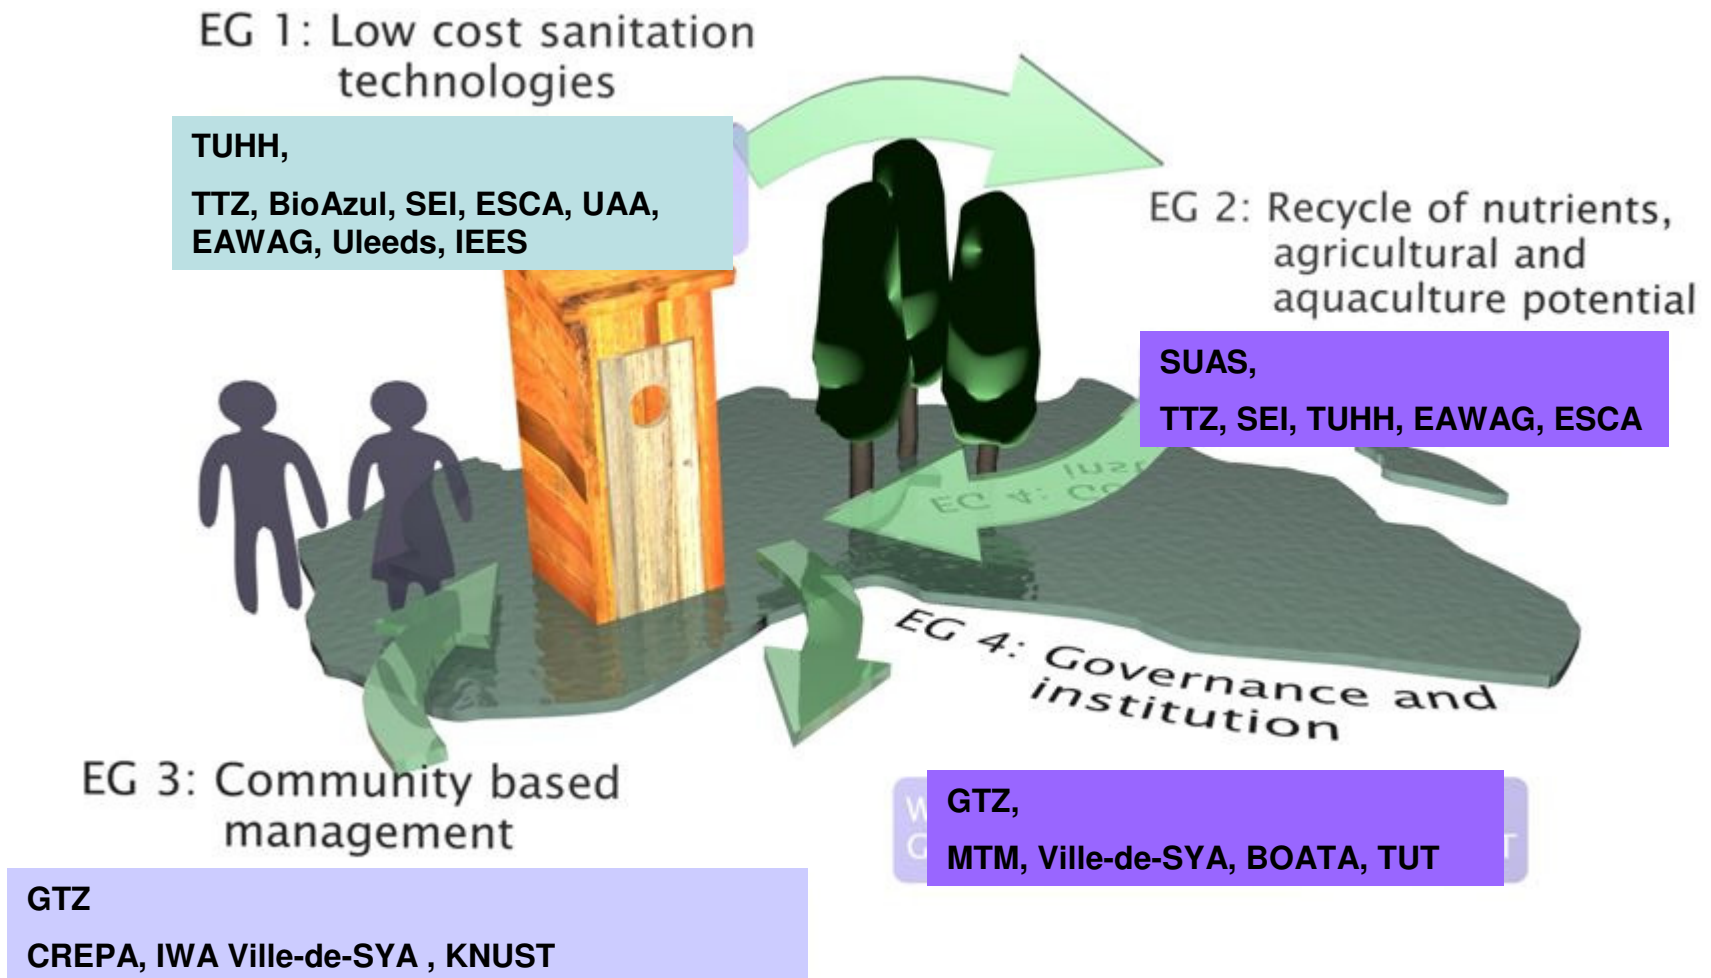 EG 1: Low cost sanitation
technologies
TUHH,
TTZ, BioAzul, SEI, ESCA, UAA,
EAWAG, Uleeds, IEES
EG 2: Recycle of nutrients,
agricultural and
aquaculture potential
SUAS,
TTZ, SEI, TUHH, EAWAG, ESCA
EG 4: Governance and
institution
EG 3: Community based
management
GTZ,
MTM, Ville-de-SYA, BOATA, TUT
GTZ
CREPA, IWA Ville-de-SYA , KNUST